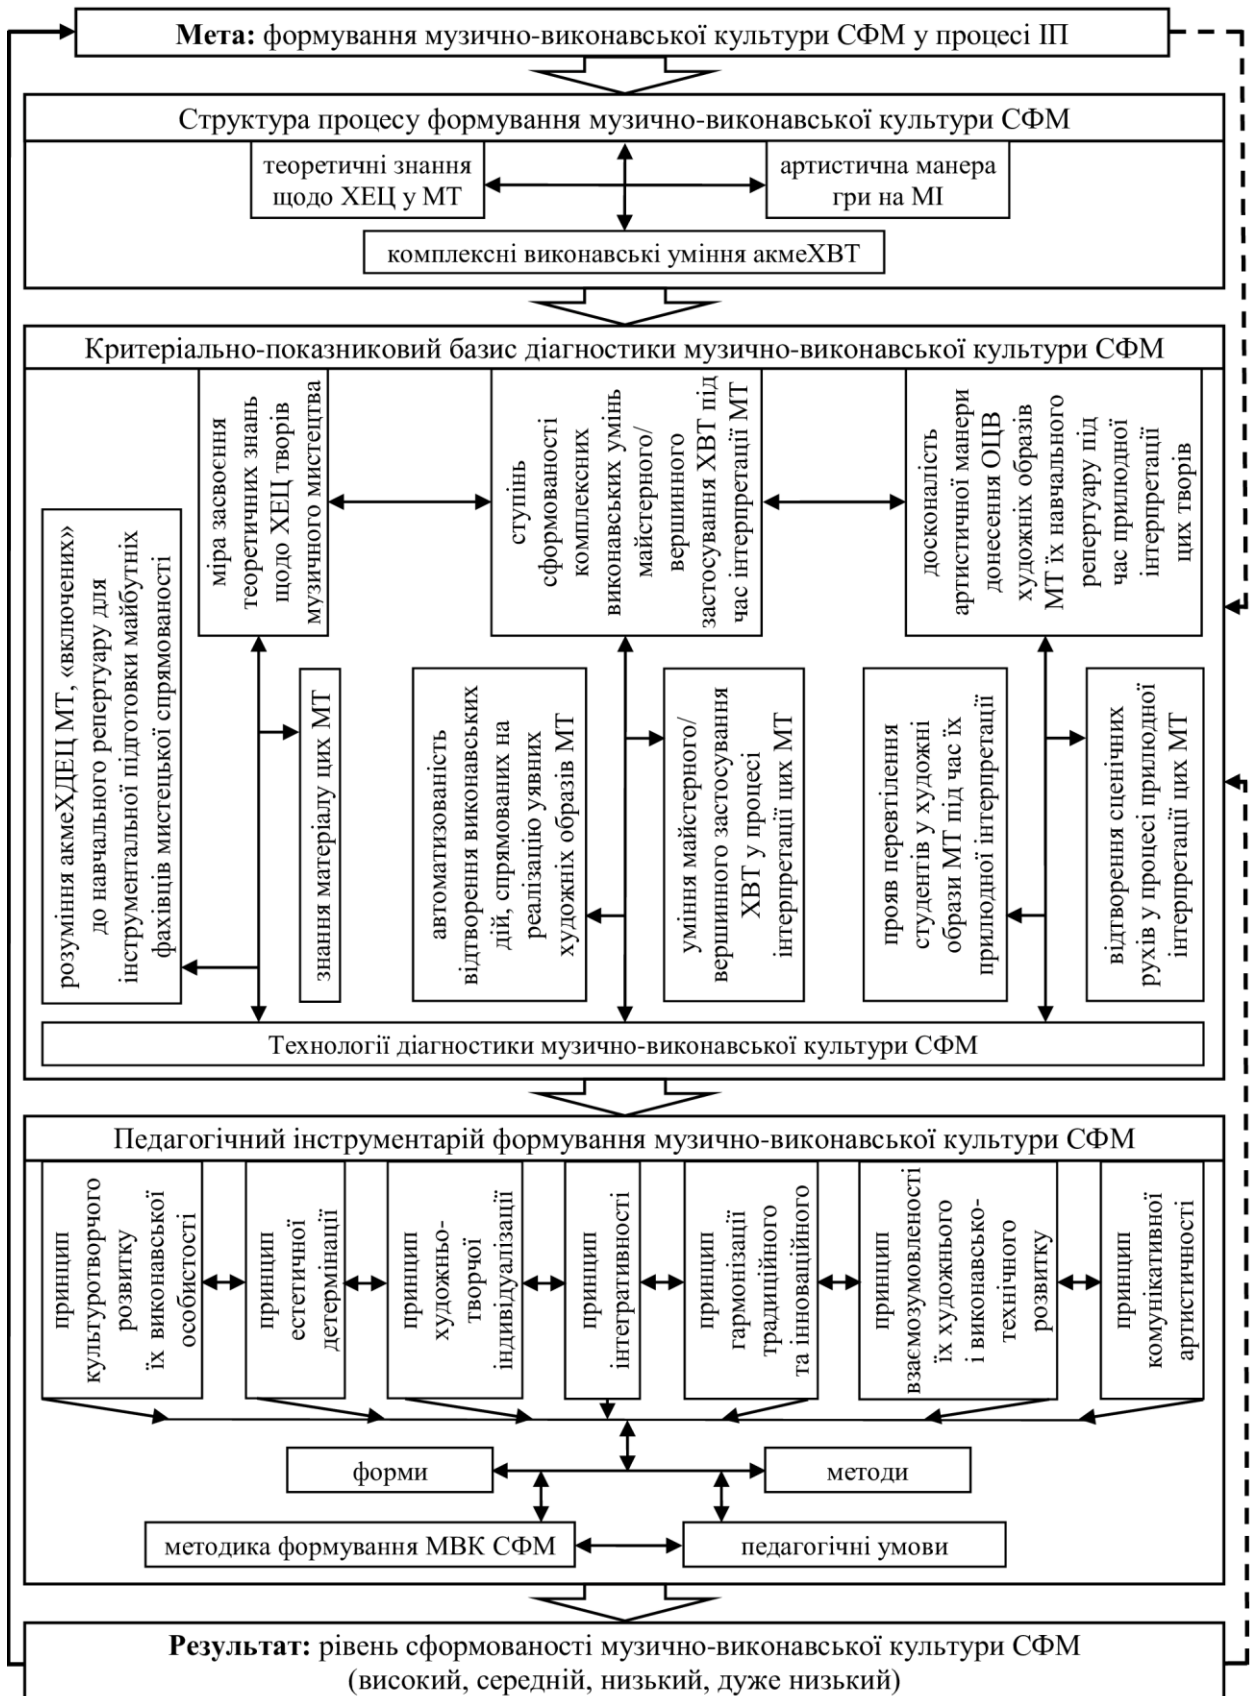 Мета: формування музично-виконавської культури СФМ у процесі ІП
Структура процесу формування музично-виконавської культури СФМ
теоретичні знання
щодо ХЕЦ у МТ
артистична манера
гри на МІ
комплексні виконавські уміння акмеХВТ
Критеріально-показниковий базис діагностики музично-виконавської культури СФМ
міра засвоєння
теоретичних знань
щодо ХЕЦ творів
музичного мистецтва
ступінь
сформованості
комплексних
виконавських умінь
майстерного/
вершинного
застосування ХВТ під
час інтерпретації МТ
досконалість
артистичної манери
донесення ОЦВ
художніх образів
МТ їх навчального
репертуару під
час прилюдної
інтерпретації
цих творів
розуміння акмеХДЕЦ МТ, «включених»
до навчального репертуару для
інструментальної підготовки майбутніх
фахівців мистецької спрямованості
знання матеріалу цих МТ
автоматизованість
відтворення виконавських
дій, спрямованих на
реалізацію уявних
художніх образів МТ
уміння майстерного/
вершинного застосування
ХВТ у процесі
інтерпретації цих МТ
прояв перевтілення
студентів у художні
образи МТ під час їх
прилюдної інтерпретації
відтворення сценічних
рухів у процесі прилюдної
інтерпретації цих МТ
Технології діагностики музично-виконавської культури СФМ
Педагогічний інструментарій формування музично-виконавської культури СФМ
принцип
культуротворчого
розвитку
їх виконавської
особистості
принцип
естетичної
детермінації
принцип
художньо-
творчої
індивідуалізації
принцип
інтегративності
принцип
гармонізації
традиційного
та інноваційного
принцип
взаємозумовленості
їх художнього
і виконавсько-
технічного
розвитку
принцип
комунікативної
артистичності
форми
методи
методика формування МВК СФМ
педагогічні умови
Результат: рівень сформованості музично-виконавської культури СФМ
(високий, середній, низький, дуже низький)